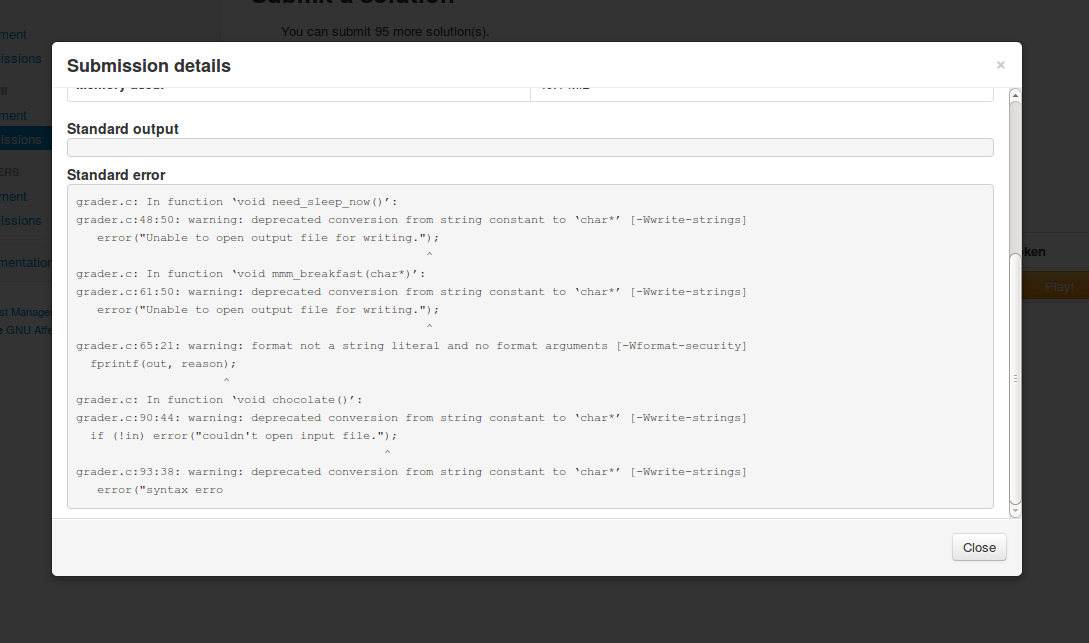 Submit a solution
ment
You can submit 95 more solution(s).
issions
Submission details
×
Memory used:
Standard output
Standard error
grader.c: In function ‘void need_sleep_now()’:
grader.c:48:50: warning: deprecated conversion from string constant to ‘char*’ [-Wwrite-strings]
error("Unable to open output file for writing.");
^
grader.c: In function ‘void mmm_breakfast(char*)’:
grader.c:61:50: warning: deprecated conversion from string constant to ‘char*’ [-Wwrite-strings]
error("Unable to open output file for writing.");
^
grader.c:65:21: warning: format not a string literal and no format arguments [-Wformat-security]
fprintf(out, reason);
^
grader.c: In function ‘void chocolate()’:
grader.c:90:44: warning: deprecated conversion from string constant to ‘char*’ [-Wwrite-strings]
if (!in) error("couldn't open input file.");
^
grader.c:93:38: warning: deprecated conversion from string constant to ‘char*’ [-Wwrite-strings]
error("syntax erro
Close
ment
issions
ERS
ment
issions
mentation
st Manage
e GNU Affe
ken
Play!